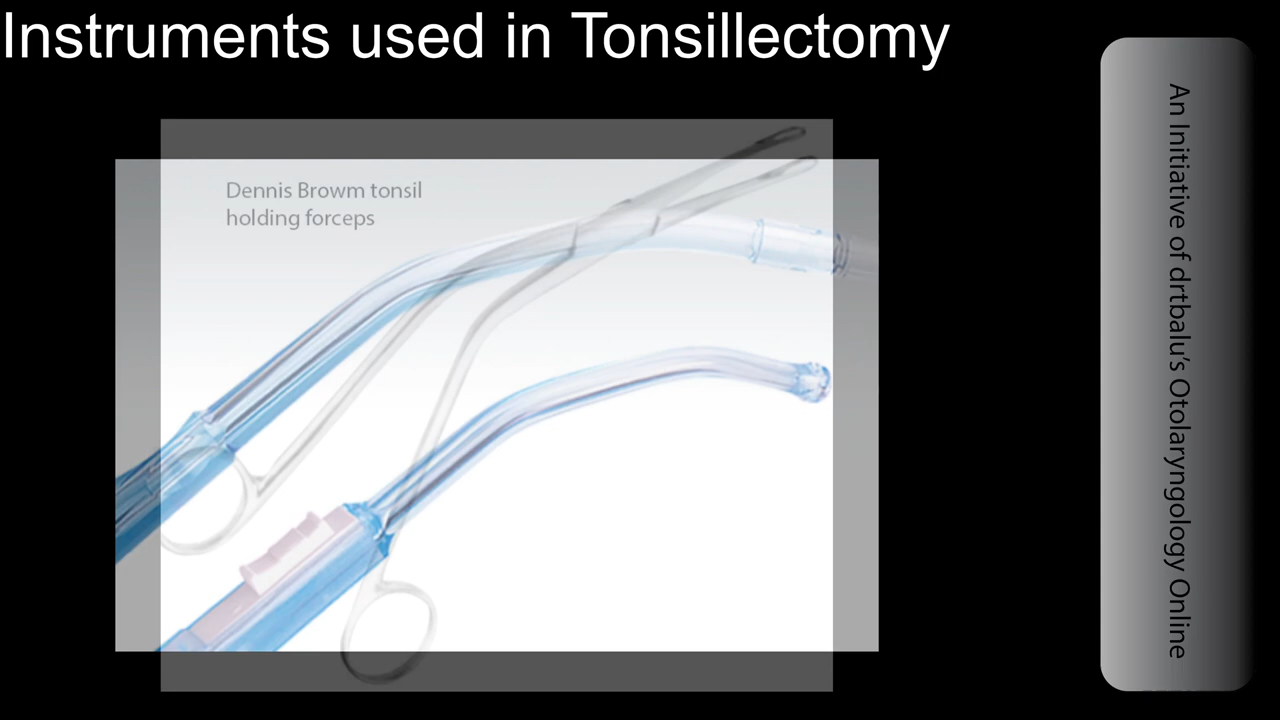 Instruments used in Tonsillectomy
Dennis Browm tonsil
holding forceps
An Initiative of drtbalu's Otolaryngology Online